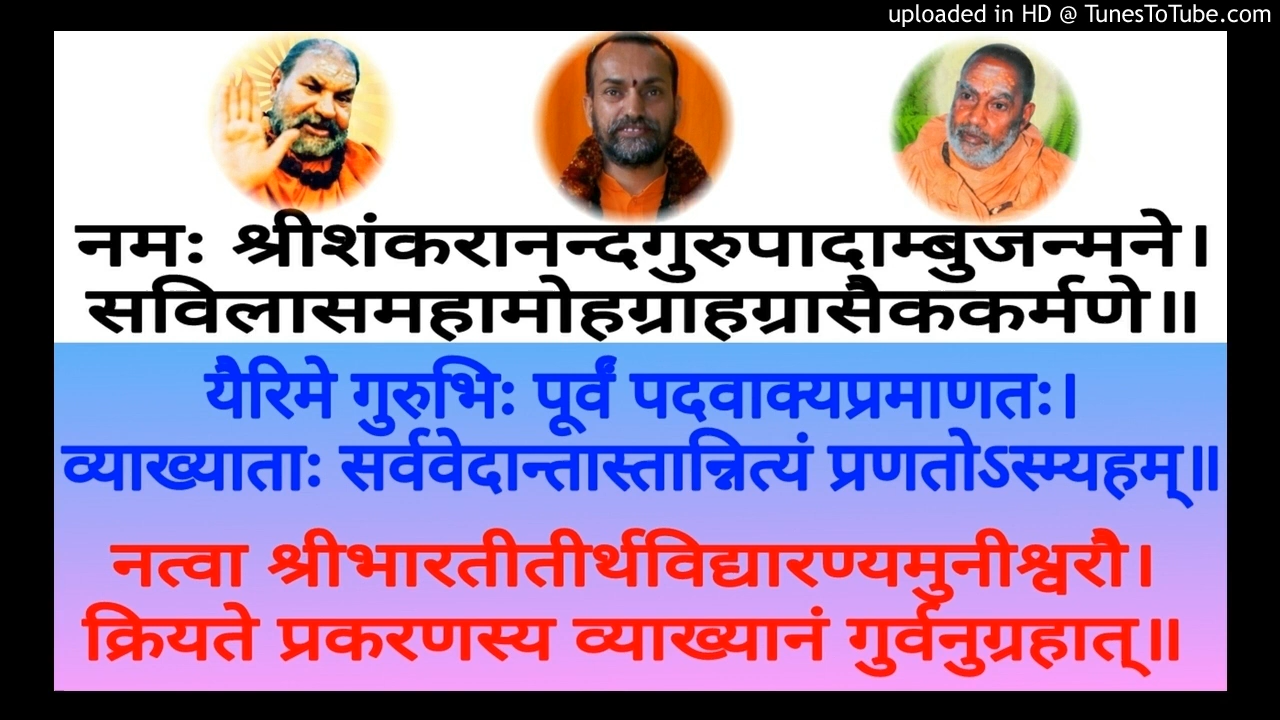 uploaded in HD @ TunesToTube.com
नमः श्रीशंकरानन्दगुरुपादाम्बुजन्मने।
सविलासमहामोहग्राहग्रासैककर्मणे॥
यैरिमे गुरुभिः पूर्वं पदवाक्यप्रमाणतः।
व्याख्याताः सर्ववेदान्तास्तान्नित्यं प्रणतोऽस्म्यहम्॥
नत्वा श्रीभारतीतीर्थविद्यारण्यमुनीश्वरौ।
क्रियते प्रकरणस्य व्याख्यानं गुर्वनुग्रहात्॥